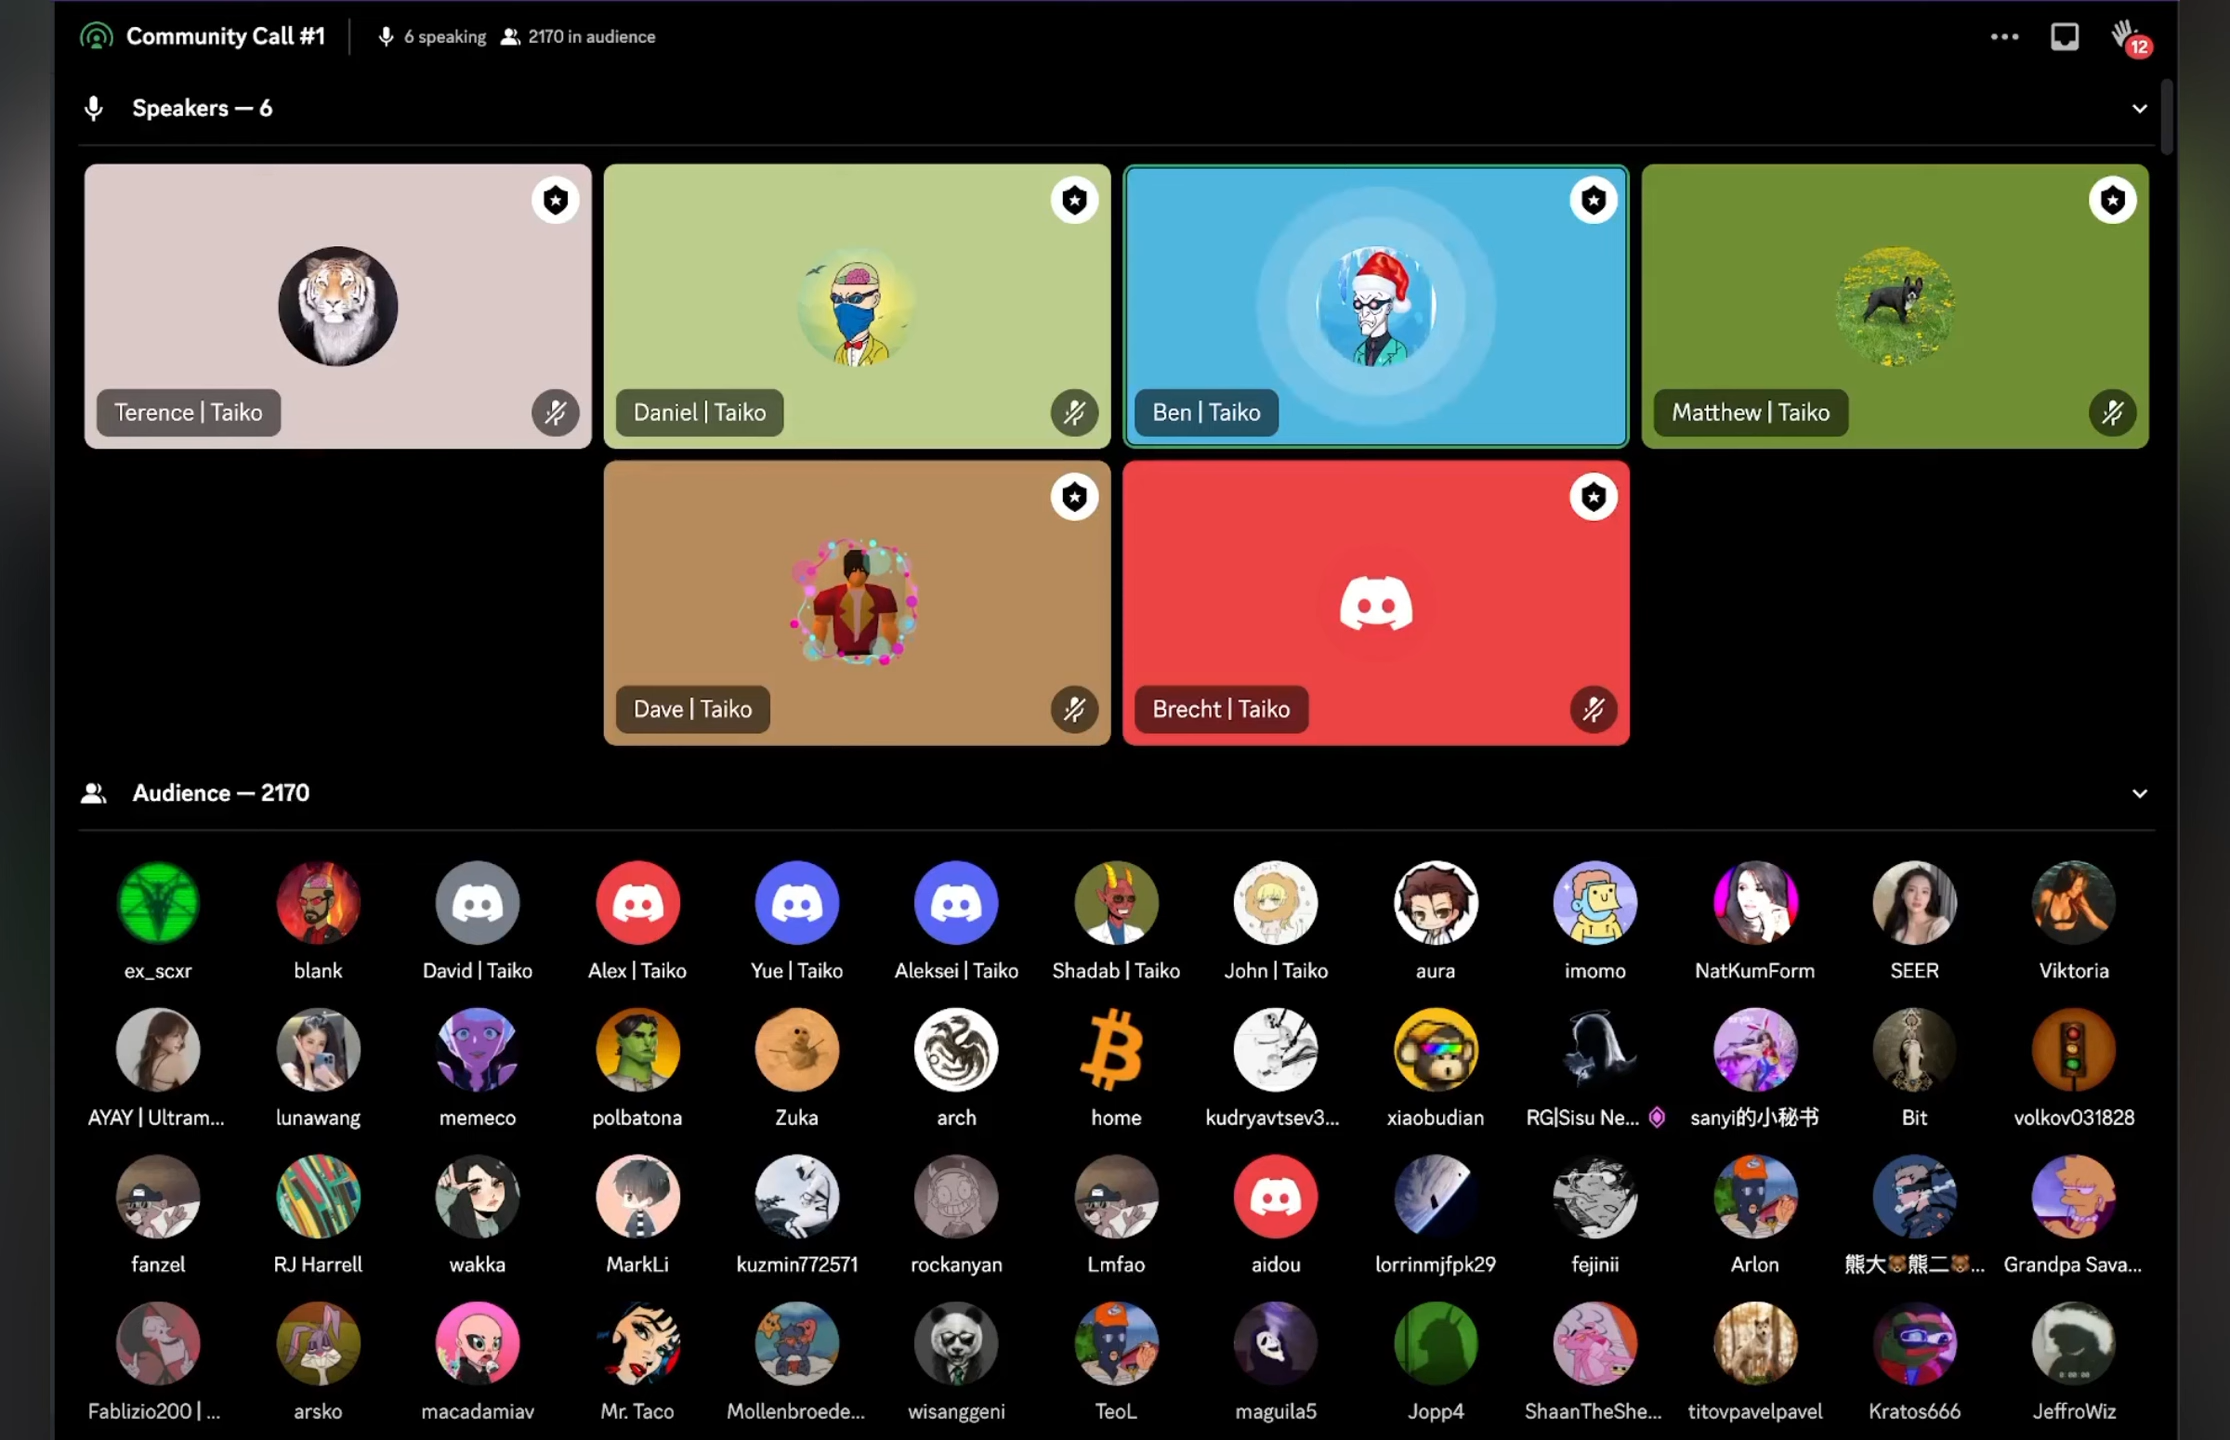 Community Call #1
6 speaking
2170 in audience
12
Speakers — 6
Terence | Taiko
Daniel | Taiko
Ben | Taiko
Matthew | Taiko
Dave | Taiko
Brecht | Taiko
Audience — 2170
ex_scxr
blank
David | Taiko
Alex | Taiko
Yue | Taiko
Aleksei | Taiko
Shadab | Taiko
John | Taiko
aura
imomo
NatKumForm
SEER
Viktoria
AYAY | Ultram...
lunawang
memeco
polbatona
Zuka
arch
home
kudryavtsev3...
xiaobudian
RG|Sisu Ne...
sanyi的小秘书
Bit
volkov031828
fanzel
RJ Harrell
wakka
MarkLi
kuzmin772571
rockanyan
Lmfao
aidou
lorrinmjfpk29
fejinii
Arlon
熊大🐻熊二🐻...
Grandpa Sava...
Fablizio200 | ...
arsko
macadamiav
Mr. Taco
Mollenbroede...
wisanggeni
TeoL
maguila5
Jopp4
ShaanTheShe...
titovpavelpavel
Kratos666
JeffroWiz